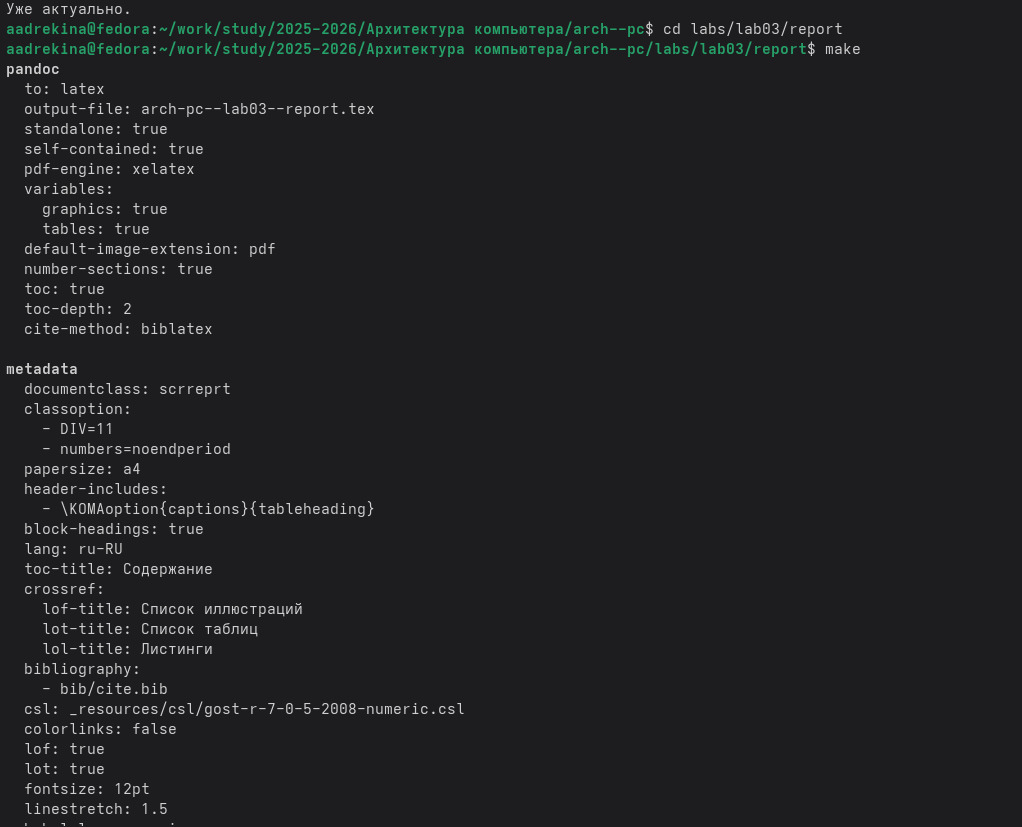 Уже актуально.
aadrekina@fedora:~/work/study/2025-2026/Архитектура компьютера/arch--pc$ cd labs/lab03/report
aadrekina@fedora:~/work/study/2025-2026/Архитектура компьютера/arch--pc/labs/lab03/report$ make
pandoc
  to: latex
  output-file: arch-pc--lab03--report.tex
  standalone: true
  self-contained: true
  pdf-engine: xelatex
  variables:
    graphics: true
    tables: true
  default-image-extension: pdf
  number-sections: true
  toc: true
  toc-depth: 2
  cite-method: biblatex
metadata
  documentclass: scrreprt
  classoption:
    - DIV=11
    - numbers=noendperiod
  papersize: a4
  header-includes:
    - \KOMAoption{captions}{tableheading}
  block-headings: true
  lang: ru-RU
  toc-title: Содержание
  crossref:
    lof-title: Список иллюстраций
    lot-title: Список таблиц
    lol-title: Листинги
  bibliography:
    - bib/cite.bib
  csl: _resources/csl/gost-r-7-0-5-2008-numeric.csl
  colorlinks: false
  lof: true
  lot: true
  fontsize: 12pt
  linestretch: 1.5